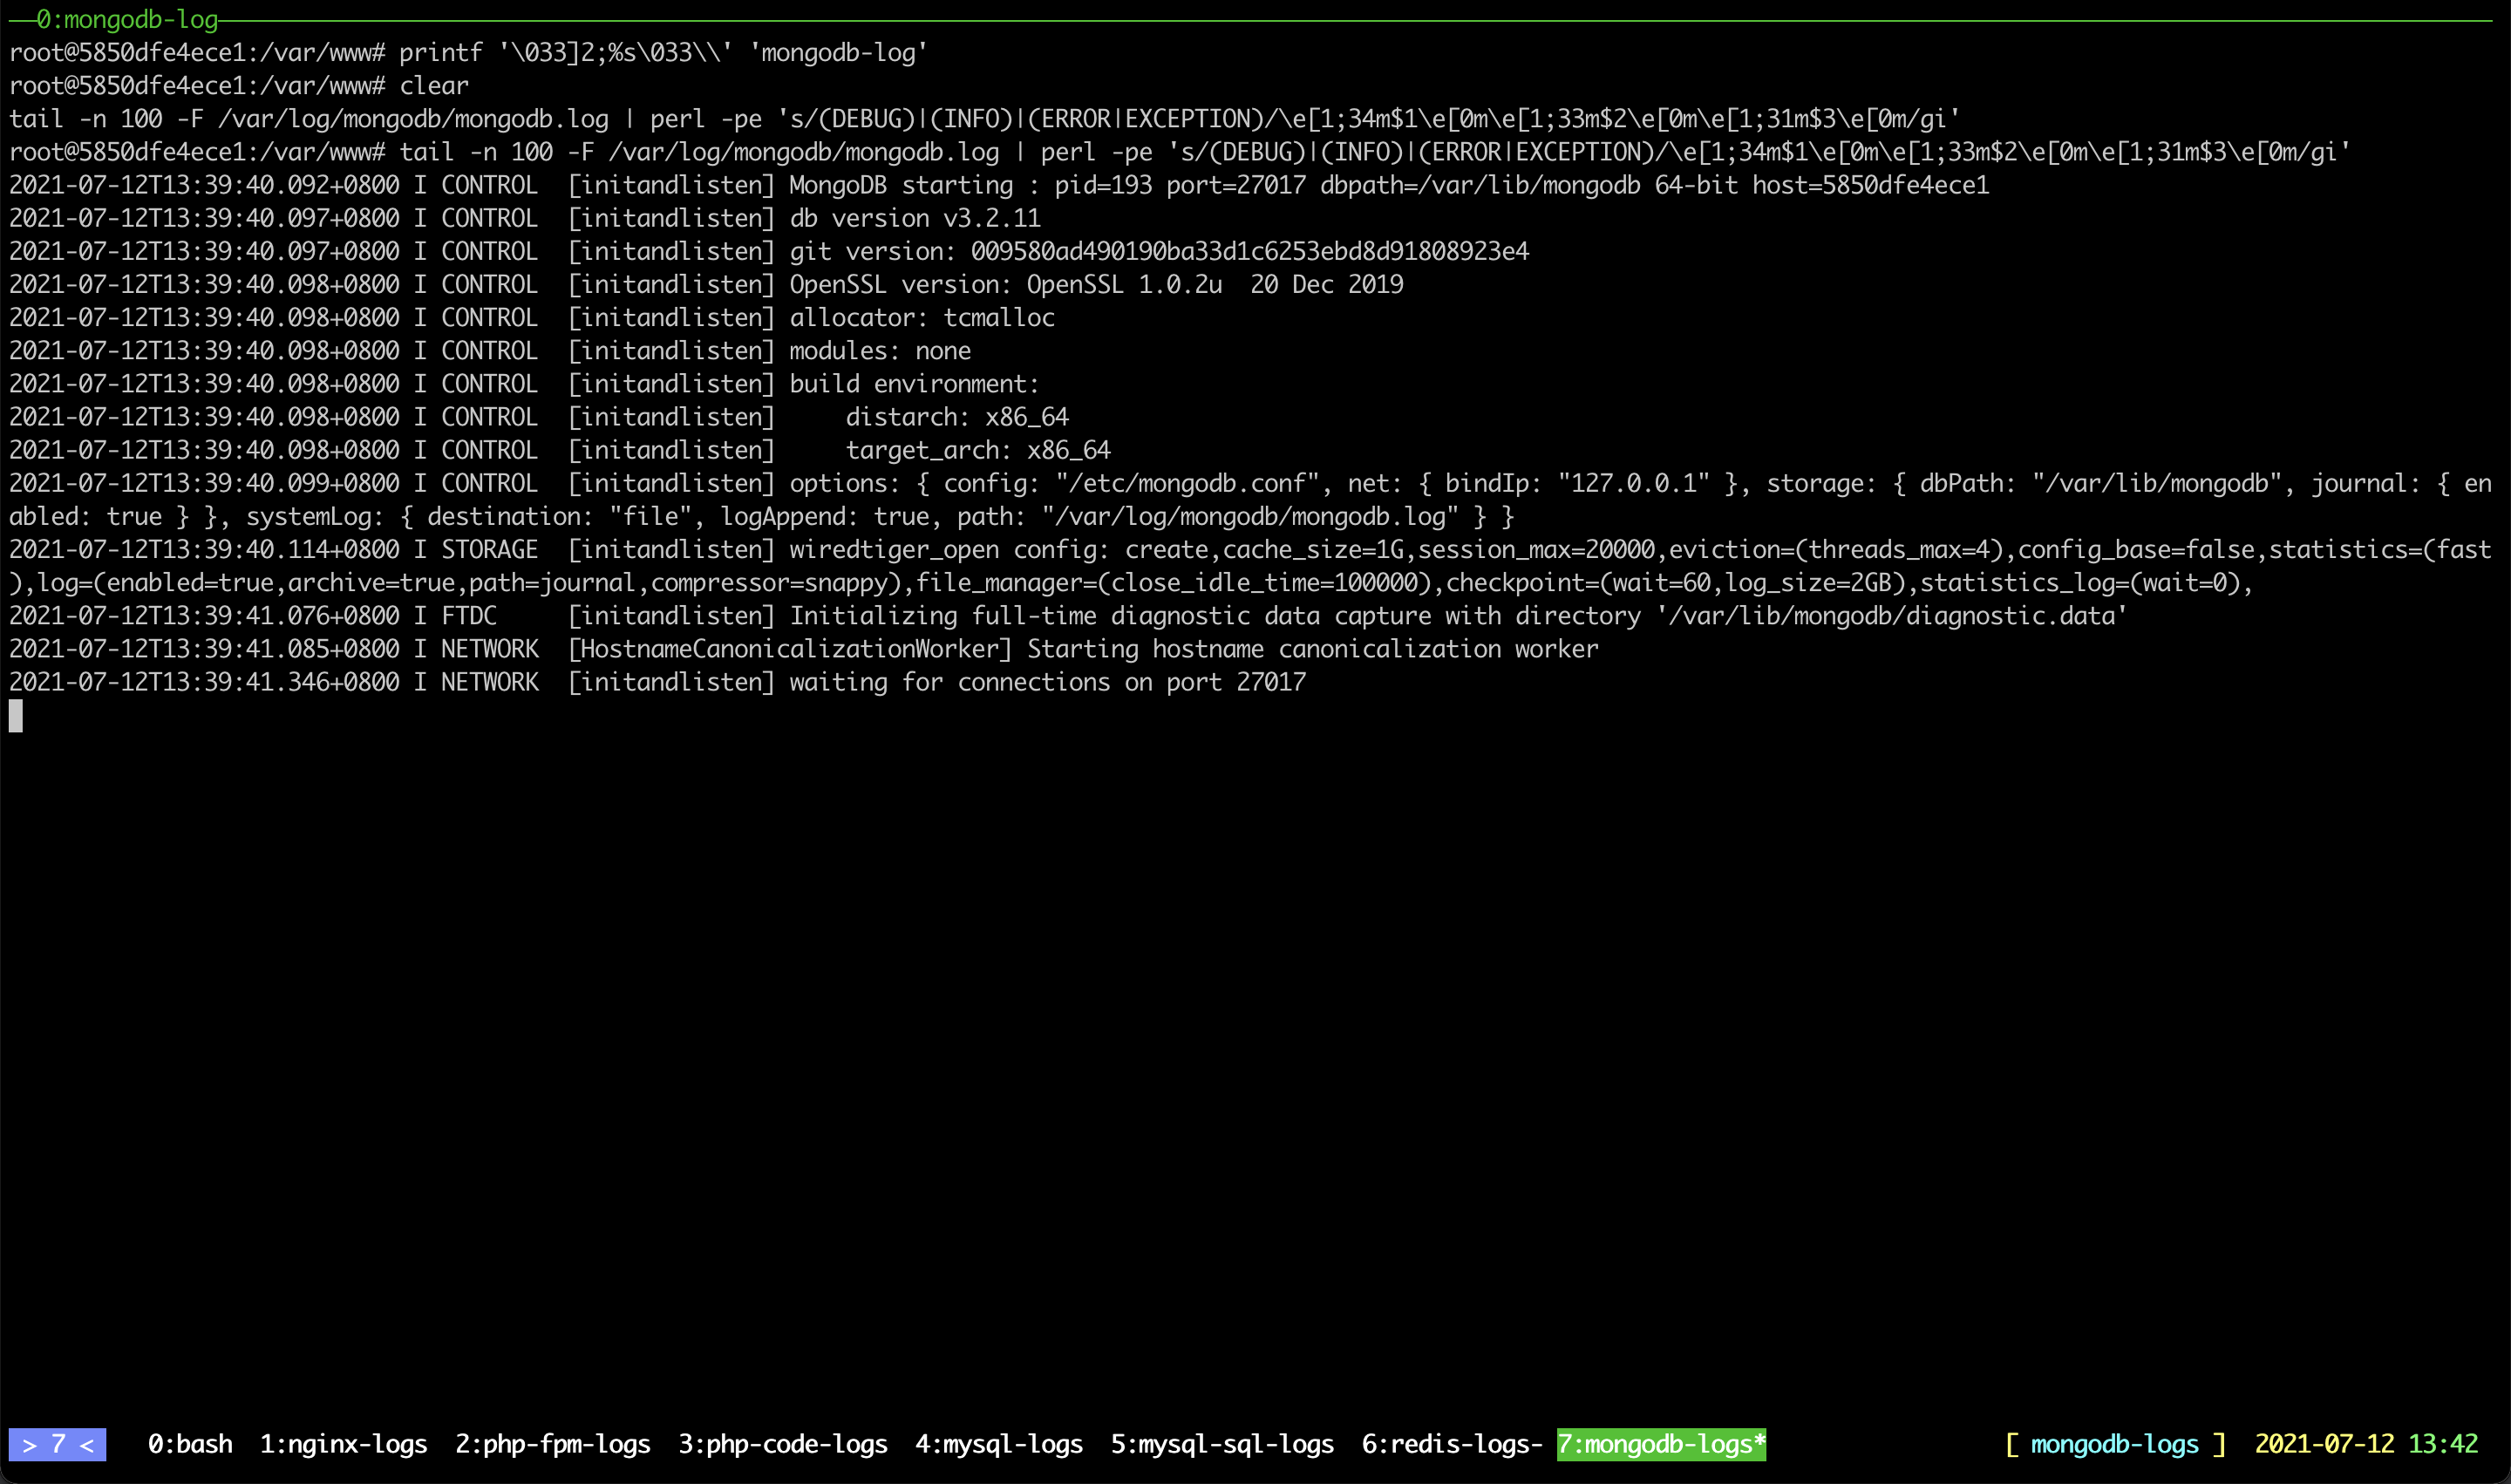 0:mongodb-log
root@5850dfe4ece1:/var/www# printf '\033]2;%s\033\\' 'mongodb-log'
root@5850dfe4ece1:/var/www# clear
tail -n 100 -F /var/log/mongodb/mongodb.log | perl -pe 's/(DEBUG)|(INFO)|(ERROR|EXCEPTION)/\e[1;34m$1\e[0m\e[1;33m$2\e[0m\e[1;31m$3\e[0m/gi'
root@5850dfe4ece1:/var/www# tail -n 100 -F /var/log/mongodb/mongodb.log | perl -pe 's/(DEBUG)|(INFO)|(ERROR|EXCEPTION)/\e[1;34m$1\e[0m\e[1;33m$2\e[0m\e[1;31m$3\e[0m/gi'
2021-07-12T13:39:40.092+0800 I CONTROL  [initandlisten] MongoDB starting : pid=193 port=27017 dbpath=/var/lib/mongodb 64-bit host=5850dfe4ece1
2021-07-12T13:39:40.097+0800 I CONTROL  [initandlisten] db version v3.2.11
2021-07-12T13:39:40.097+0800 I CONTROL  [initandlisten] git version: 009580ad490190ba33d1c6253ebd8d91808923e4
2021-07-12T13:39:40.098+0800 I CONTROL  [initandlisten] OpenSSL version: OpenSSL 1.0.2u  20 Dec 2019
2021-07-12T13:39:40.098+0800 I CONTROL  [initandlisten] allocator: tcmalloc
2021-07-12T13:39:40.098+0800 I CONTROL  [initandlisten] modules: none
2021-07-12T13:39:40.098+0800 I CONTROL  [initandlisten] build environment:
2021-07-12T13:39:40.098+0800 I CONTROL  [initandlisten]     distarch: x86_64
2021-07-12T13:39:40.098+0800 I CONTROL  [initandlisten]     target_arch: x86_64
2021-07-12T13:39:40.099+0800 I CONTROL  [initandlisten] options: { config: "/etc/mongodb.conf", net: { bindIp: "127.0.0.1" }, storage: { dbPath: "/var/lib/mongodb", journal: { en
abled: true } }, systemLog: { destination: "file", logAppend: true, path: "/var/log/mongodb/mongodb.log" } }
2021-07-12T13:39:40.114+0800 I STORAGE  [initandlisten] wiredtiger_open config: create,cache_size=1G,session_max=20000,eviction=(threads_max=4),config_base=false,statistics=(fast
),log=(enabled=true,archive=true,path=journal,compressor=snappy),file_manager=(close_idle_time=100000),checkpoint=(wait=60,log_size=2GB),statistics_log=(wait=0),
2021-07-12T13:39:41.076+0800 I FTDC     [initandlisten] Initializing full-time diagnostic data capture with directory '/var/lib/mongodb/diagnostic.data'
2021-07-12T13:39:41.085+0800 I NETWORK  [HostnameCanonicalizationWorker] Starting hostname canonicalization worker
2021-07-12T13:39:41.346+0800 I NETWORK  [initandlisten] waiting for connections on port 27017
> 7 <   0:bash  1:nginx-logs  2:php-fpm-logs  3:php-code-logs  4:mysql-logs  5:mysql-sql-logs  6:redis-logs- 7:mongodb-logs*   [ mongodb-logs ]  2021-07-12 13:42